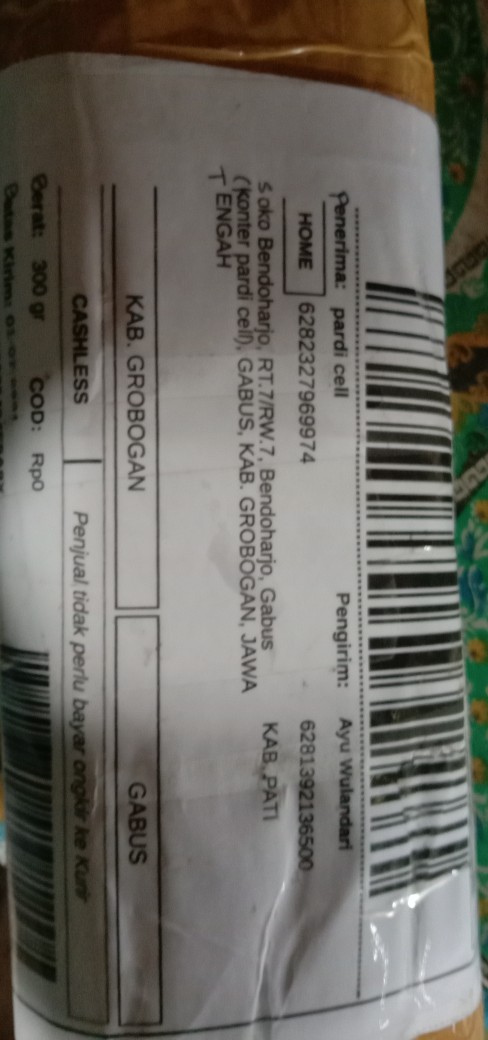 Penerima: pardi cell
Pengirim: Ayu Wulandari
HOME 6282327969974
6281392136500
Soko Bendoharjo, RT.7/RW.7, Bendoharjo, Gabus
(Konter pardi cell), GABUS, KAB. GROBOGAN, JAWA
TENGAH
KAB. PATI
KAB. GROBOGAN
GABUS
CASHLESS
Penjual tidak perlu bayar ongkir ke Kurir
Berat: 300 gr COD: Rp0
Batas Kirim: